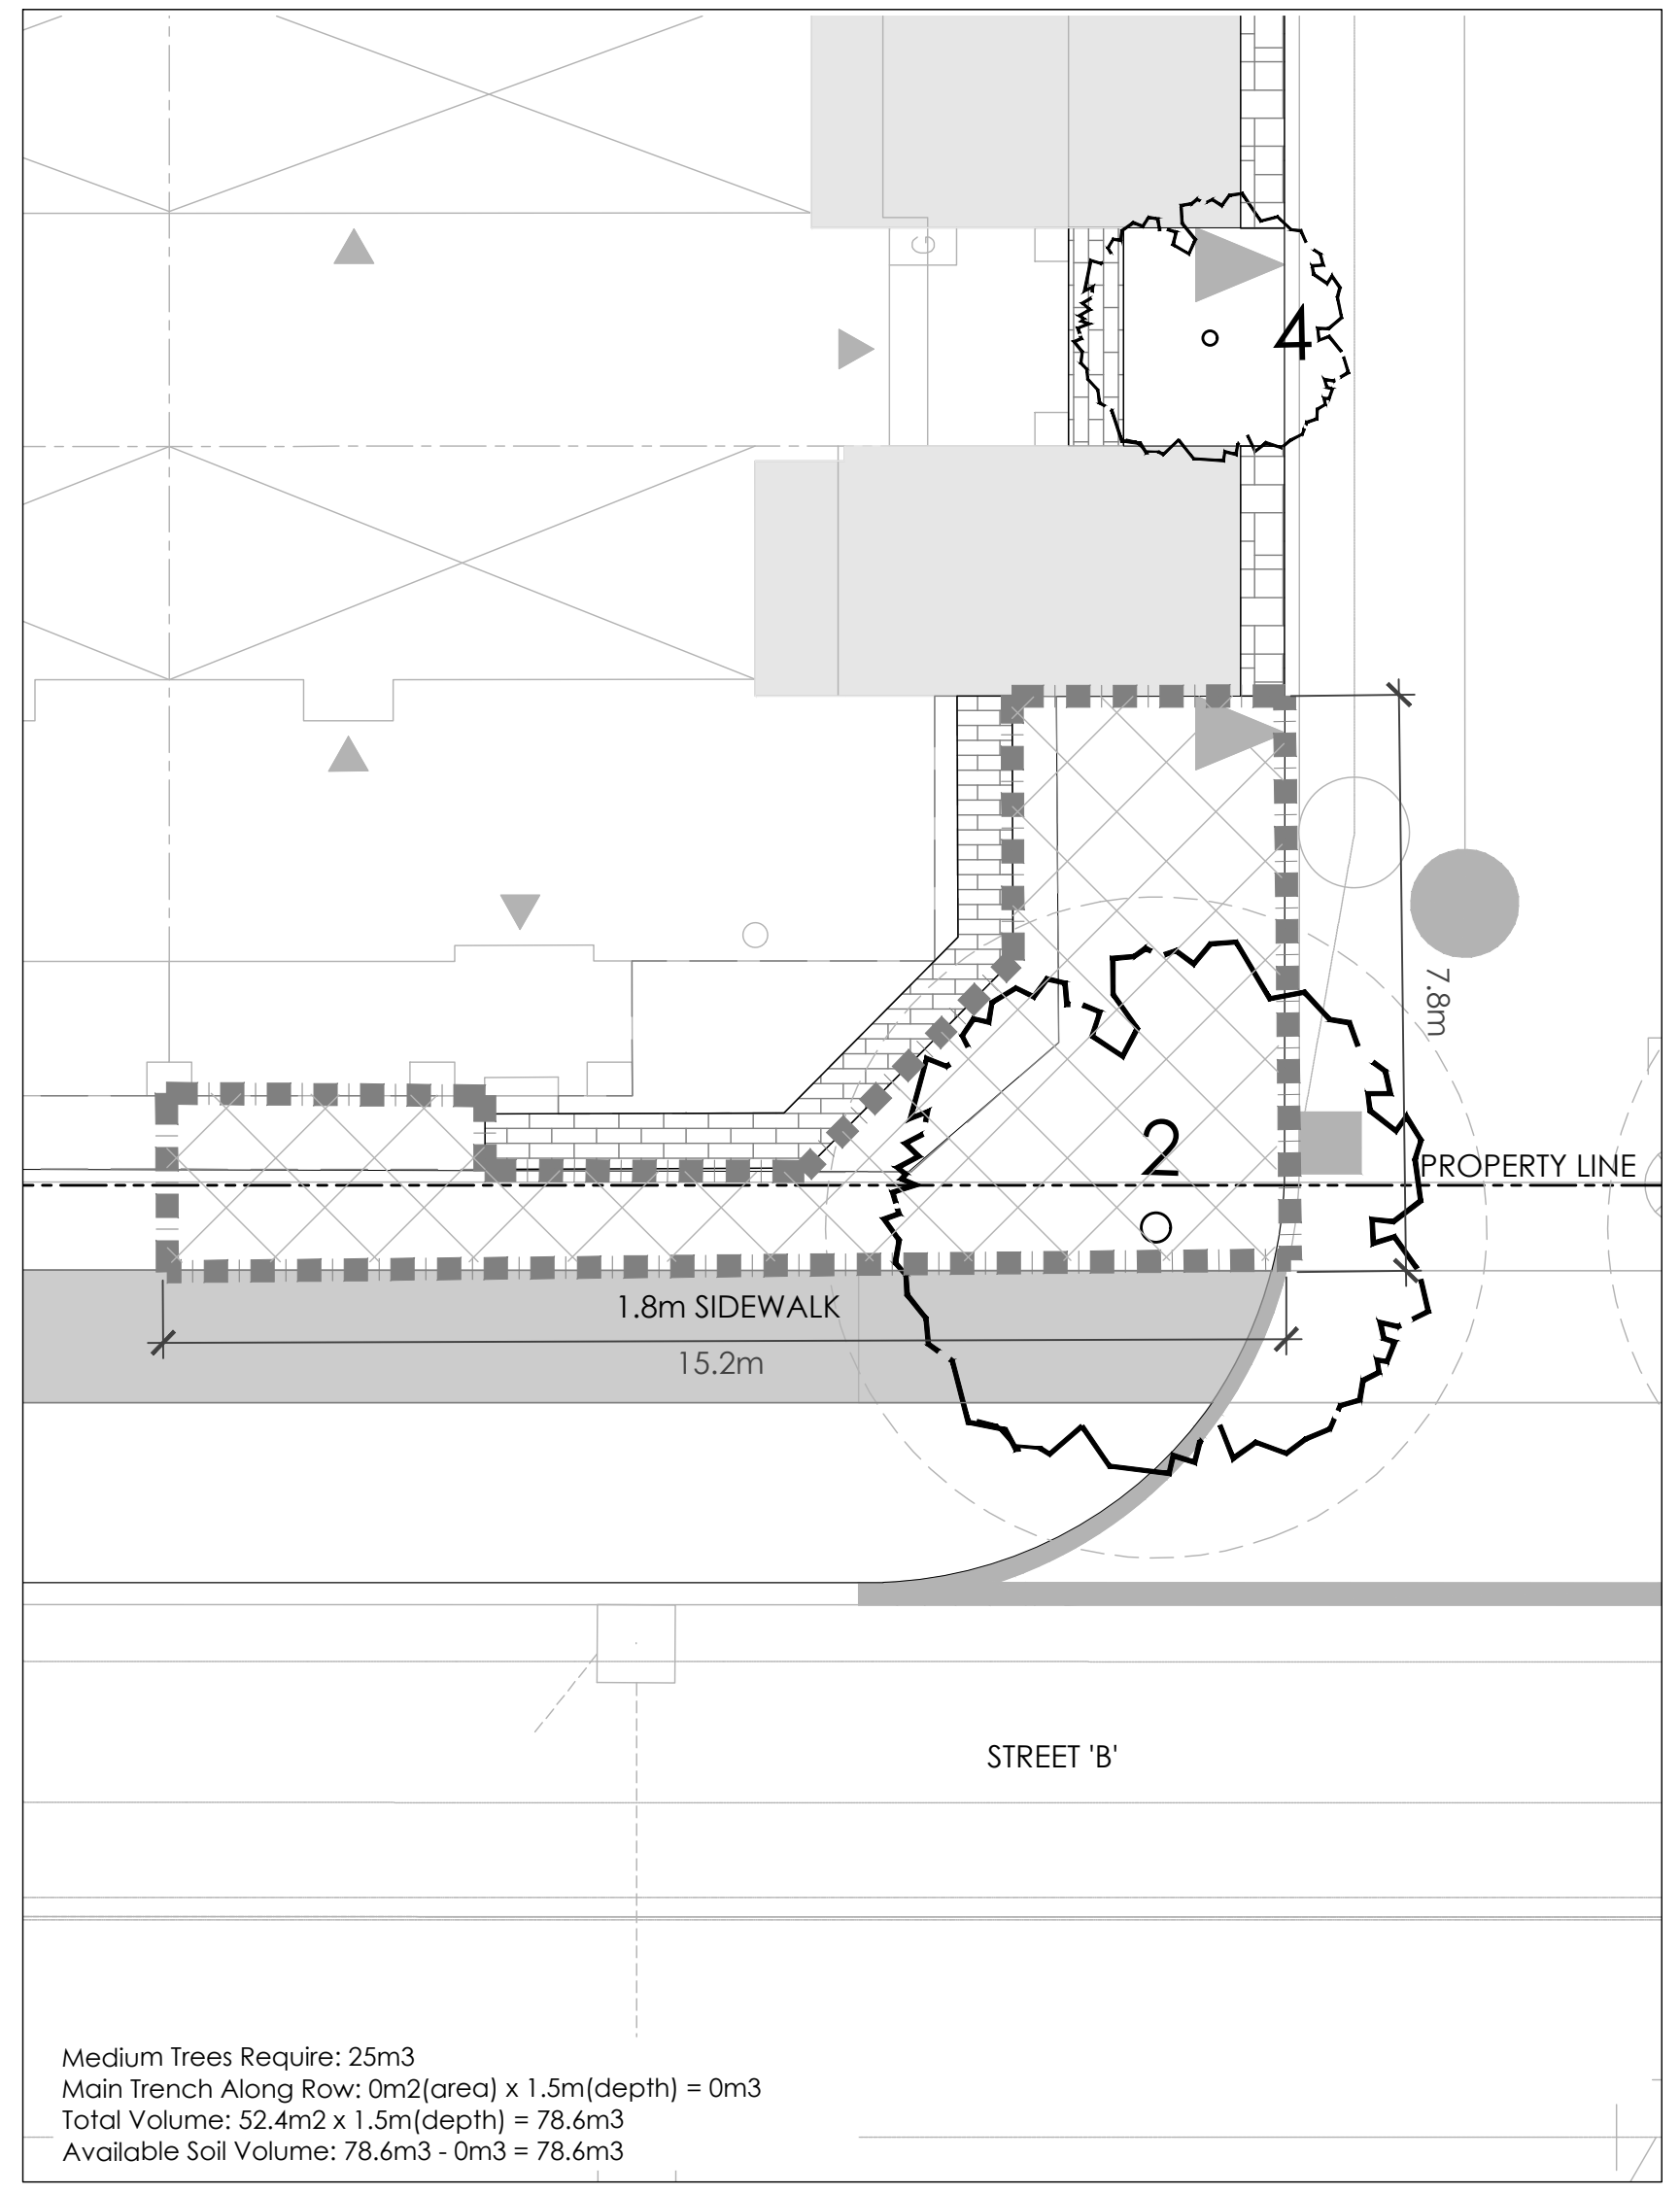 G
4
7.8m
2
PROPERTY LINE
1.8m SIDEWALK
15.2m
STREET 'B'
Medium Trees Require: 25m3
Main Trench Along Row: 0m2(area) x 1.5m(depth) = 0m3
Total Volume: 52.4m2 x 1.5m(depth) = 78.6m3
Available Soil Volume: 78.6m3 - 0m3 = 78.6m3